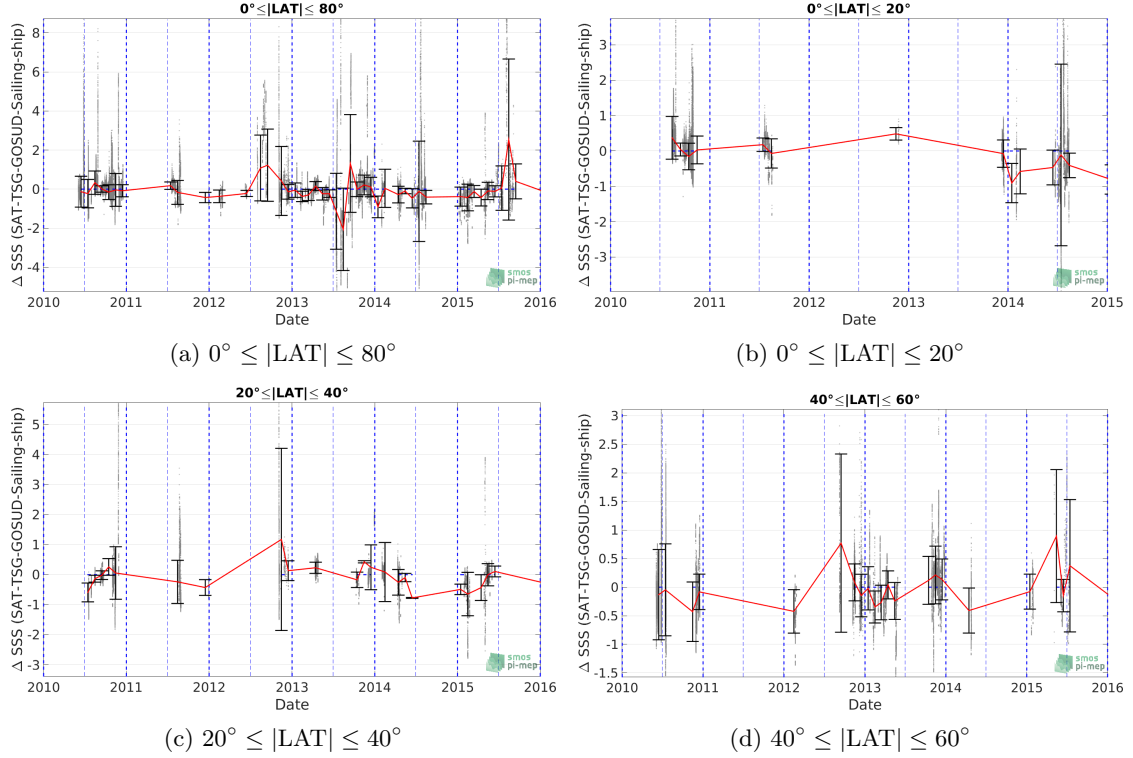 0°≤|LAT|≤ 80°
Δ SSS (SAT-TSG-GOSUD-Sailing-ship)
8
6
4
2
0
-2
-4
2010 2011 2012 2013 2014 2015 2016
Date
smos
pi-mep
(a) 0° ≤ |LAT| ≤ 80°
0°≤|LAT|≤ 20°
Δ SSS (SAT-TSG-GOSUD-Sailing-ship)
3
2
1
0
-1
-2
-3
2010 2011 2012 2013 2014 2015
Date
smos
pi-mep
(b) 0° ≤ |LAT| ≤ 20°
20°≤|LAT|≤ 40°
Δ SSS (SAT-TSG-GOSUD-Sailing-ship)
5
4
3
2
1
0
-1
-2
-3
2010 2011 2012 2013 2014 2015 2016
Date
smos
pi-mep
(c) 20° ≤ |LAT| ≤ 40°
40°≤|LAT|≤ 60°
Δ SSS (SAT-TSG-GOSUD-Sailing-ship)
3
2.5
2
1.5
1
0.5
0
-0.5
-1
-1.5
2010 2011 2012 2013 2014 2015 2016
Date
smos
pi-mep
(d) 40° ≤ |LAT| ≤ 60°